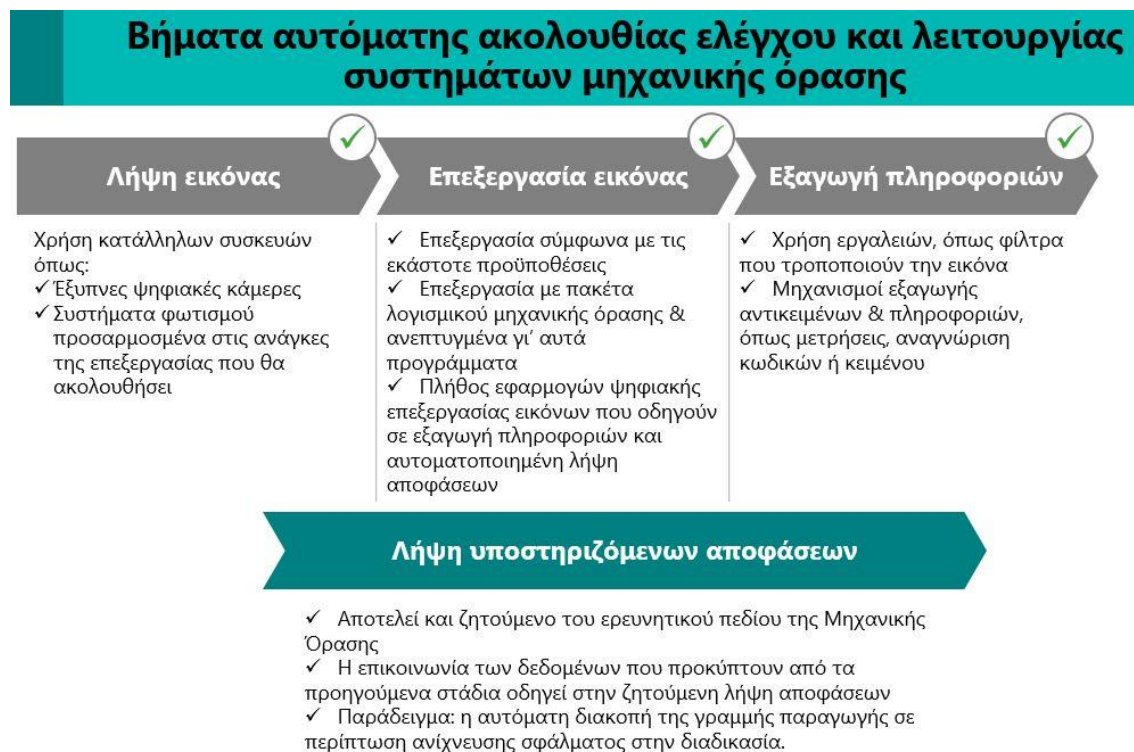 Βήματα αυτόματης ακολουθίας ελέγχου και λειτουργίας
συστημάτων μηχανικής όρασης
Λήψη εικόνας
Χρήση κατάλληλων συσκευών
όπως:
✓ Έξυπνες ψηφιακές κάμερες
✓ Συστήματα φωτισμού
προσαρμοσμένα στις ανάγκες
της επεξεργασίας που θα
ακολουθήσει
Επεξεργασία εικόνας
✓ Επεξεργασία σύμφωνα με τις
εκάστοτε προϋποθέσεις
✓ Επεξεργασία με πακέτα
λογισμικού μηχανικής όρασης &
ανεπτυγμένα γι’ αυτά
προγράμματα
✓ Πλήθος εφαρμογών ψηφιακής
επεξεργασίας εικόνων που οδηγούν
σε εξαγωγή πληροφοριών και
αυτοματοποιημένη λήψη
αποφάσεων
Εξαγωγή πληροφοριών
✓ Χρήση εργαλειών, όπως φίλτρα
που τροποποιούν την εικόνα
✓ Μηχανισμοί εξαγωγής
αντικειμένων & πληροφοριών,
όπως μετρήσεις, αναγνώριση
κωδικών ή κειμένου
Λήψη υποστηριζόμενων αποφάσεων
✓ Αποτελεί και ζητούμενο του ερευνητικού πεδίου της Μηχανικής
Όρασης
✓ Η επικοινωνία των δεδομένων που προκύπτουν από τα
προηγούμενα στάδια οδηγεί στην ζητούμενη λήψη αποφάσεων
✓ Παράδειγμα: η αυτόματη διακοπή της γραμμής παραγωγής σε
περίπτωση ανίχνευσης σφάλματος στην διαδικασία.